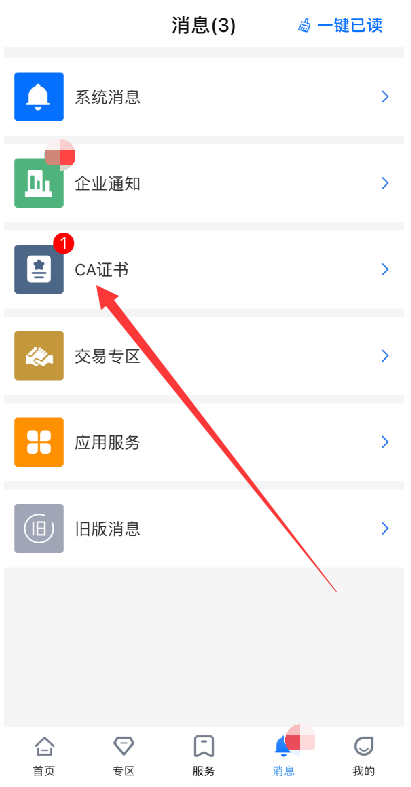 消息(3)
一键已读
系统消息
企业通知
1
CA证书
交易专区
应用服务
旧
旧版消息
首页
专区
服务
消息
我的